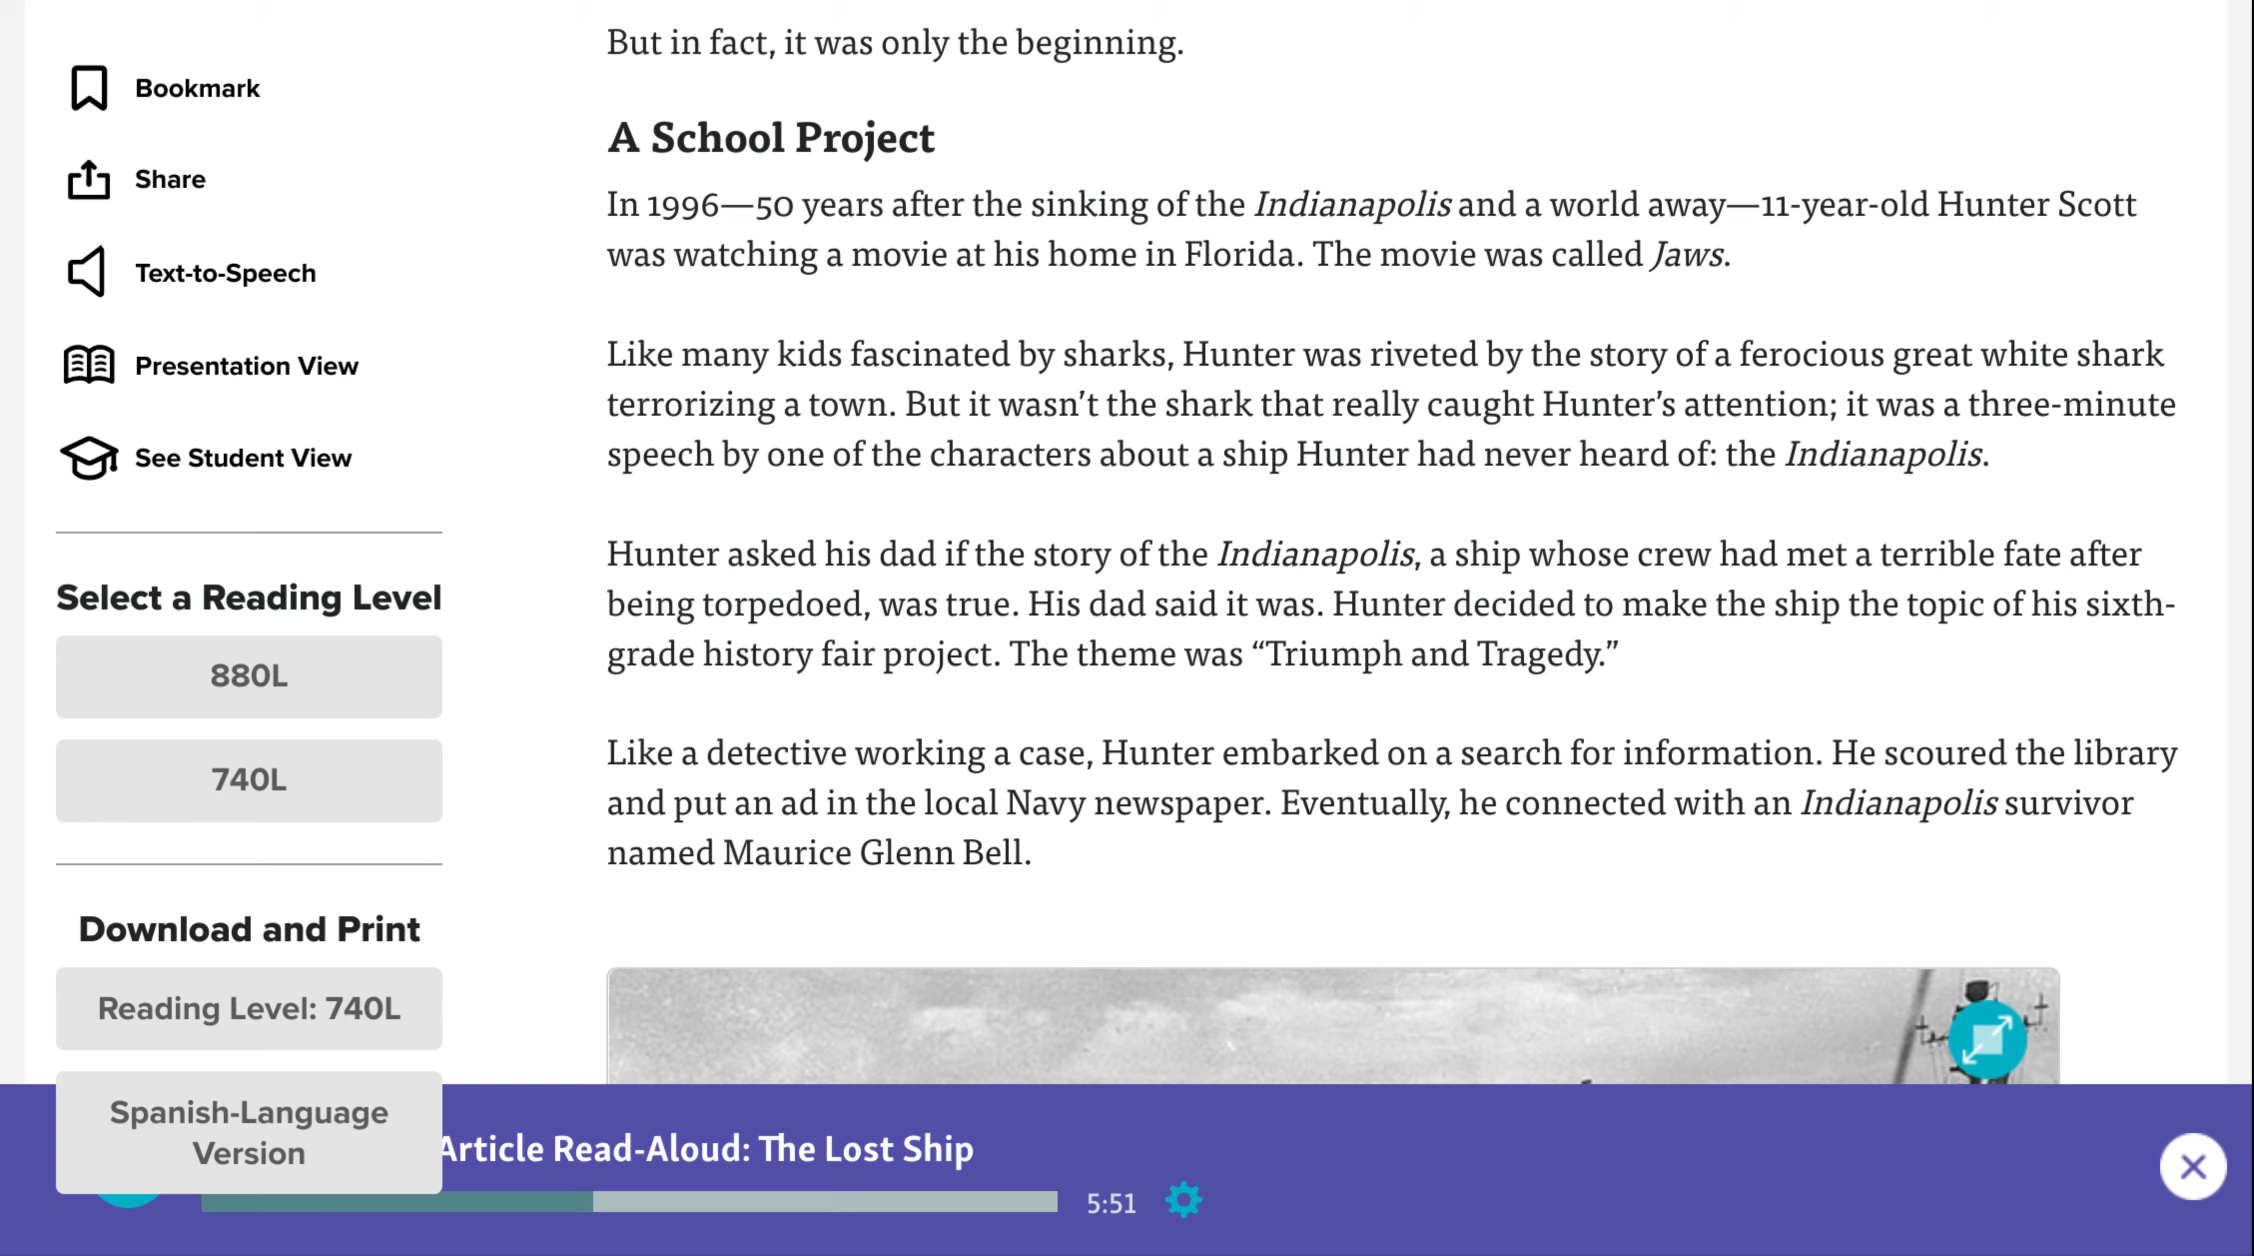 Bookmark
Share
Text-to-Speech
Presentation View
See Student View
Select a Reading Level
880L
740L
Download and Print
Reading Level: 740L
Spanish-Language
Version
But in fact, it was only the beginning.
A School Project
In 1996—50 years after the sinking of the Indianapolis and a world away—11-year-old Hunter Scott
was watching a movie at his home in Florida. The movie was called Jaws.
Like many kids fascinated by sharks, Hunter was riveted by the story of a ferocious great white shark
terrorizing a town. But it wasn’t the shark that really caught Hunter’s attention; it was a three-minute
speech by one of the characters about a ship Hunter had never heard of: the Indianapolis.
Hunter asked his dad if the story of the Indianapolis, a ship whose crew had met a terrible fate after
being torpedoed, was true. His dad said it was. Hunter decided to make the ship the topic of his sixth-
grade history fair project. The theme was “Triumph and Tragedy.”
Like a detective working a case, Hunter embarked on a search for information. He scoured the library
and put an ad in the local Navy newspaper. Eventually, he connected with an Indianapolis survivor
named Maurice Glenn Bell.
Article Read-Aloud: The Lost Ship
5:51